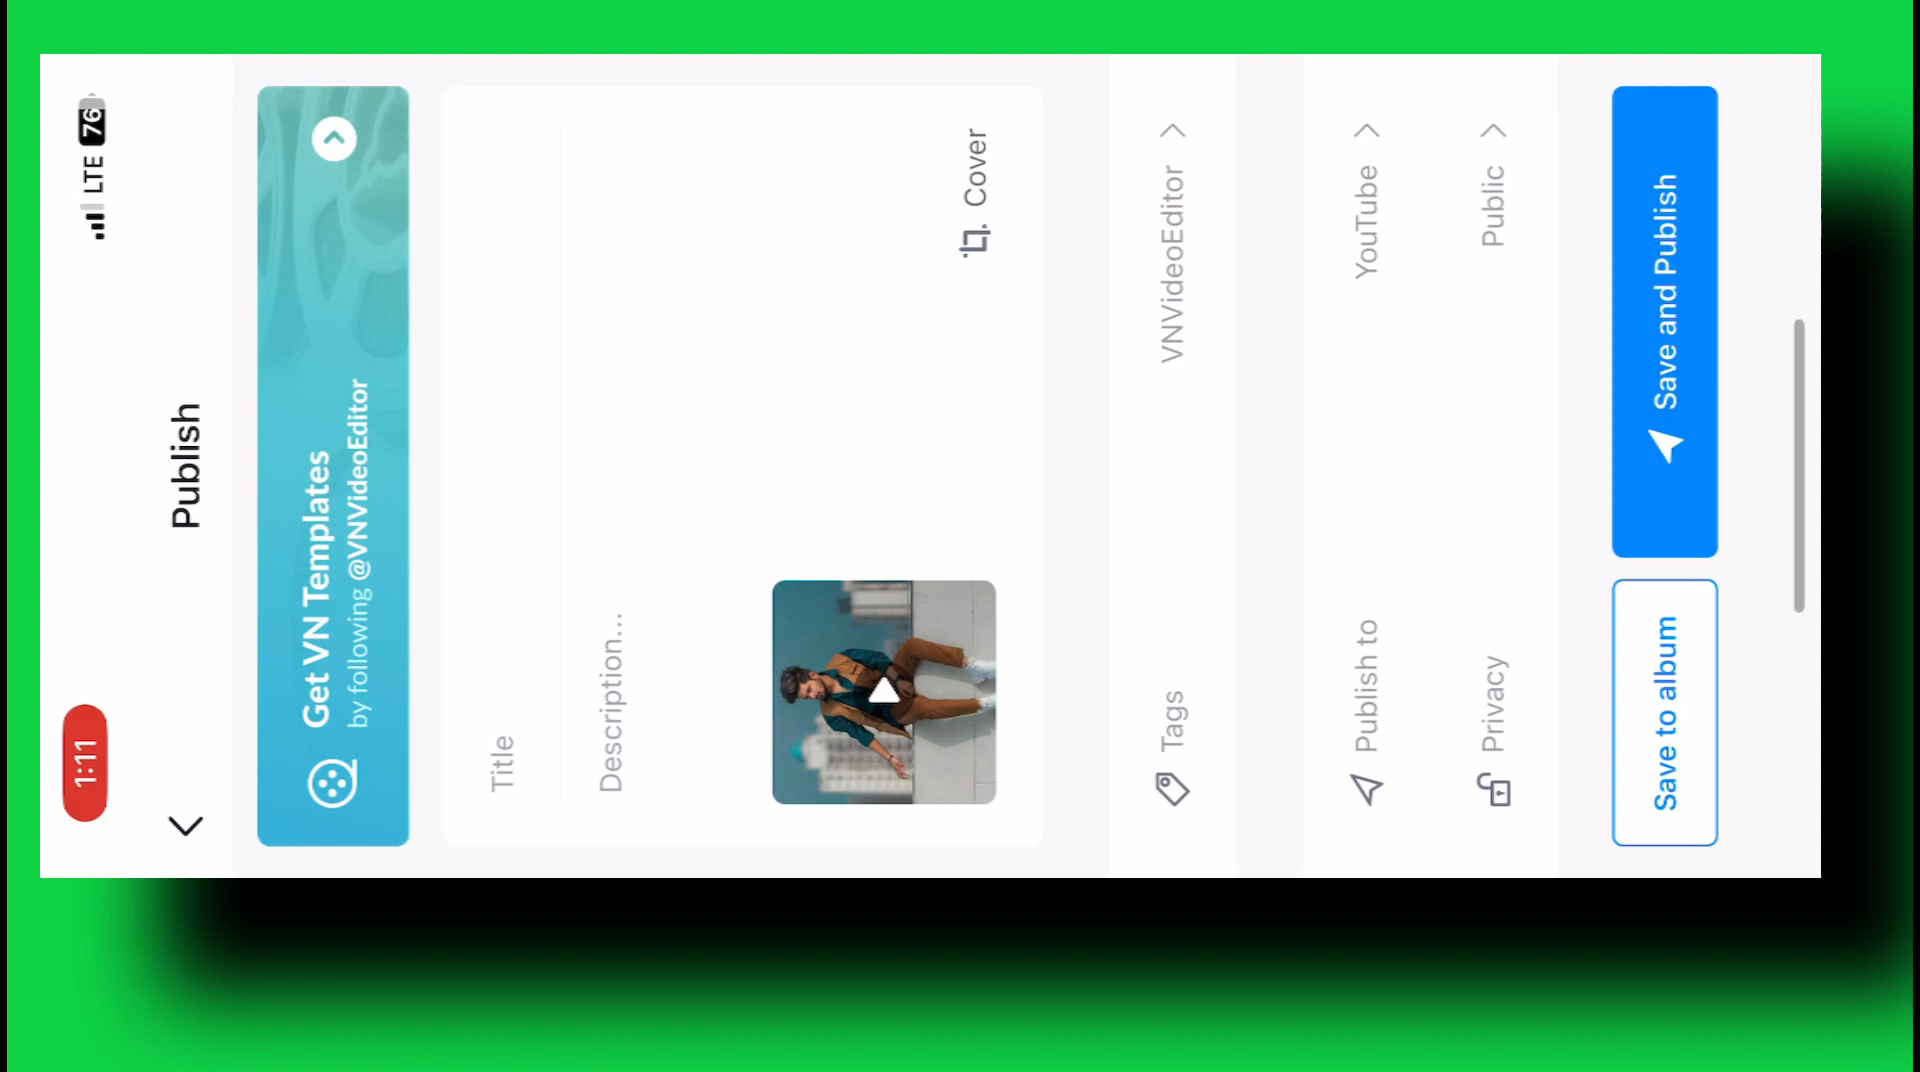 1:11
LTE 76
Publish
Get VN Templates
by following @VNVideoEditor
Title
Description...
Cover
Tags VNVideoEditor
Publish to YouTube
Privacy Public
Save to album Save and Publish